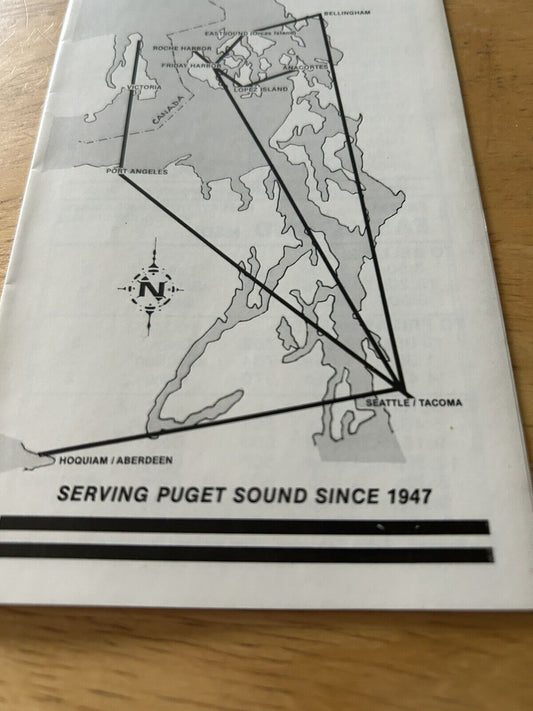 BELLINGHAM
EASTSOUND (Orcas Island)
ROCHE HARBOR
FRIDAY HARBOR
ANACORTES
VICTORIA
LOPEZ ISLAND
CANADA
PORT ANGELES
N
SEATTLE / TACOMA
HOQUIAM / ABERDEEN
SERVING PUGET SOUND SINCE 1947